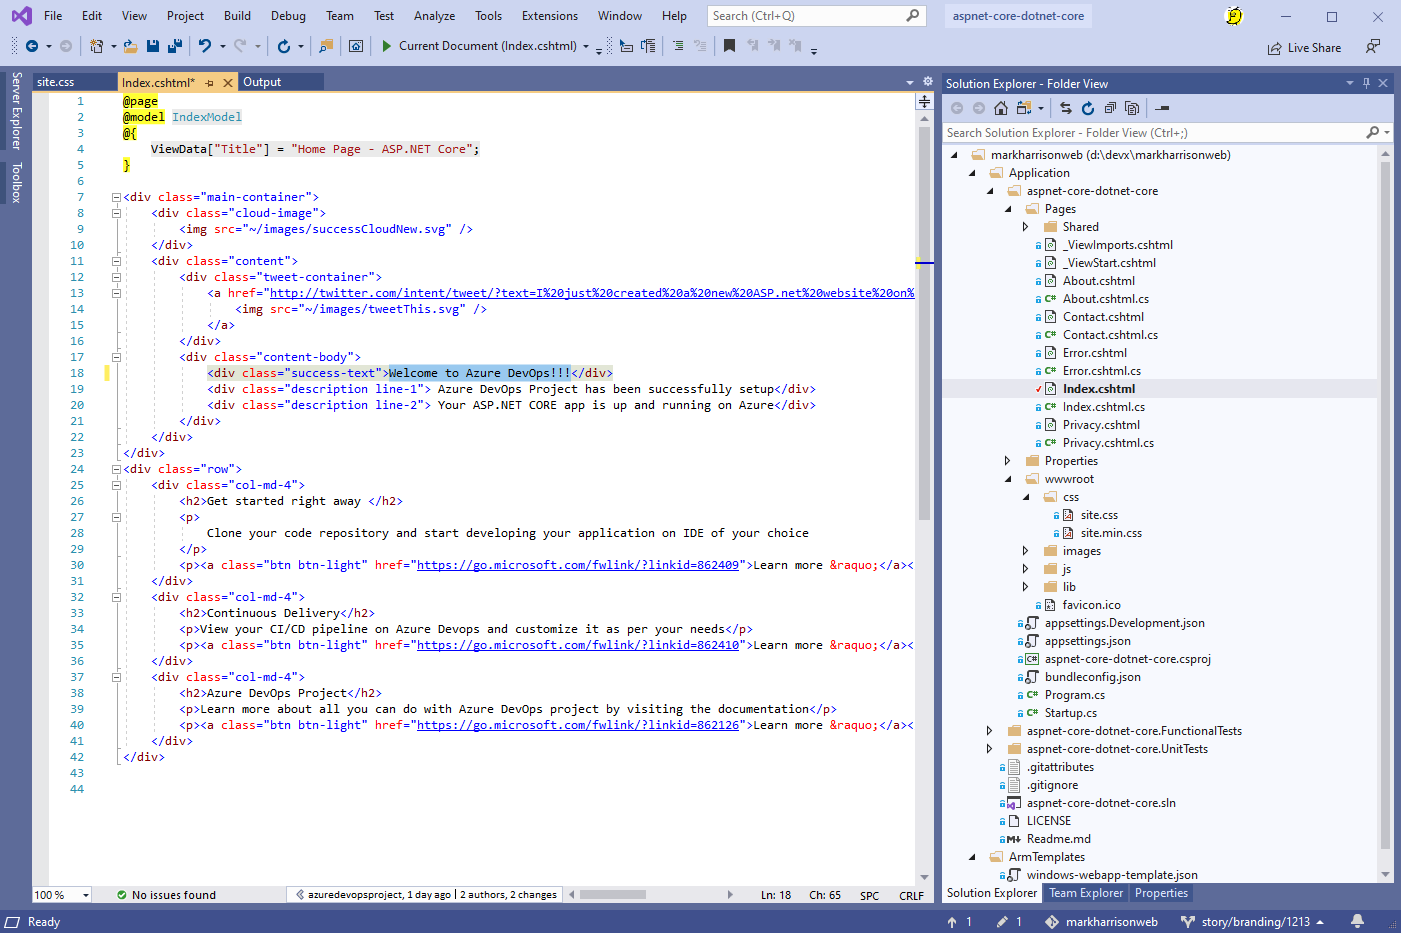 File Edit View Project Build Debug Team Test Analyze Tools Extensions Window Help Search (Ctrl+Q) aspnet-core-dotnet-core
Current Document (Index.cshtml) Live Share
Server Explorer
Toolbox
site.css Index.cshtml* Output
1 @page
2 @model IndexModel
3 @{
4 ViewData["Title"] = "Home Page - ASP.NET Core";
5 }
6
7 <div class="main-container">
8 <div class="cloud-image">
9 <img src="~/images/successCloudNew.svg" />
10 </div>
11 <div class="content">
12 <div class="tweet-container">
13 <a href="http://twitter.com/intent/tweet/?text=I%20just%20created%20a%20new%20ASP.net%20website%20on%
14 <img src="~/images/tweetThis.svg" />
15 </a>
16 </div>
17 <div class="content-body">
18 <div class="success-text">Welcome to Azure DevOps!!!</div>
19 <div class="description line-1"> Azure DevOps Project has been successfully setup</div>
20 <div class="description line-2"> Your ASP.NET CORE app is up and running on Azure</div>
21 </div>
22 </div>
23 </div>
24 <div class="row">
25 <div class="col-md-4">
26 <h2>Get started right away </h2>
27 <p>
28 Clone your code repository and start developing your application on IDE of your choice
29 </p>
30 <p><a class="btn btn-light" href="https://go.microsoft.com/fwlink/?linkid=862409">Learn more &raquo;</a><
31 </div>
32 <div class="col-md-4">
33 <h2>Continuous Delivery</h2>
34 <p>View your CI/CD pipeline on Azure Devops and customize it as per your needs</p>
35 <p><a class="btn btn-light" href="https://go.microsoft.com/fwlink/?linkid=862410">Learn more &raquo;</a><
36 </div>
37 <div class="col-md-4">
38 <h2>Azure DevOps Project</h2>
39 <p>Learn more about all you can do with Azure DevOps project by visiting the documentation</p>
40 <p><a class="btn btn-light" href="https://go.microsoft.com/fwlink/?linkid=862126">Learn more &raquo;</a><
41 </div>
42 </div>
43
44
100 % No issues found azuredevopsproject, 1 day ago | 2 authors, 2 changes Ln: 18 Ch: 65 SPC CRLF
Solution Explorer - Folder View
Search Solution Explorer - Folder View (Ctrl+;)
markharrisonweb (d:\devx\markharrisonweb)
Application
aspnet-core-dotnet-core
Pages
Shared
_ViewImports.cshtml
_ViewStart.cshtml
About.cshtml
C# About.cshtml.cs
Contact.cshtml
C# Contact.cshtml.cs
Error.cshtml
C# Error.cshtml.cs
Index.cshtml
C# Index.cshtml.cs
Privacy.cshtml
C# Privacy.cshtml.cs
Properties
wwwroot
css
site.css
site.min.css
images
js
lib
favicon.ico
appsettings.Development.json
appsettings.json
C# aspnet-core-dotnet-core.csproj
bundleconfig.json
C# Program.cs
C# Startup.cs
aspnet-core-dotnet-core.FunctionalTests
aspnet-core-dotnet-core.UnitTests
.gitattributes
.gitignore
aspnet-core-dotnet-core.sln
LICENSE
M Readme.md
ArmTemplates
windows-webapp-template.json
Solution Explorer Team Explorer Properties
Ready 1 1 markharrisonweb story/branding/1213